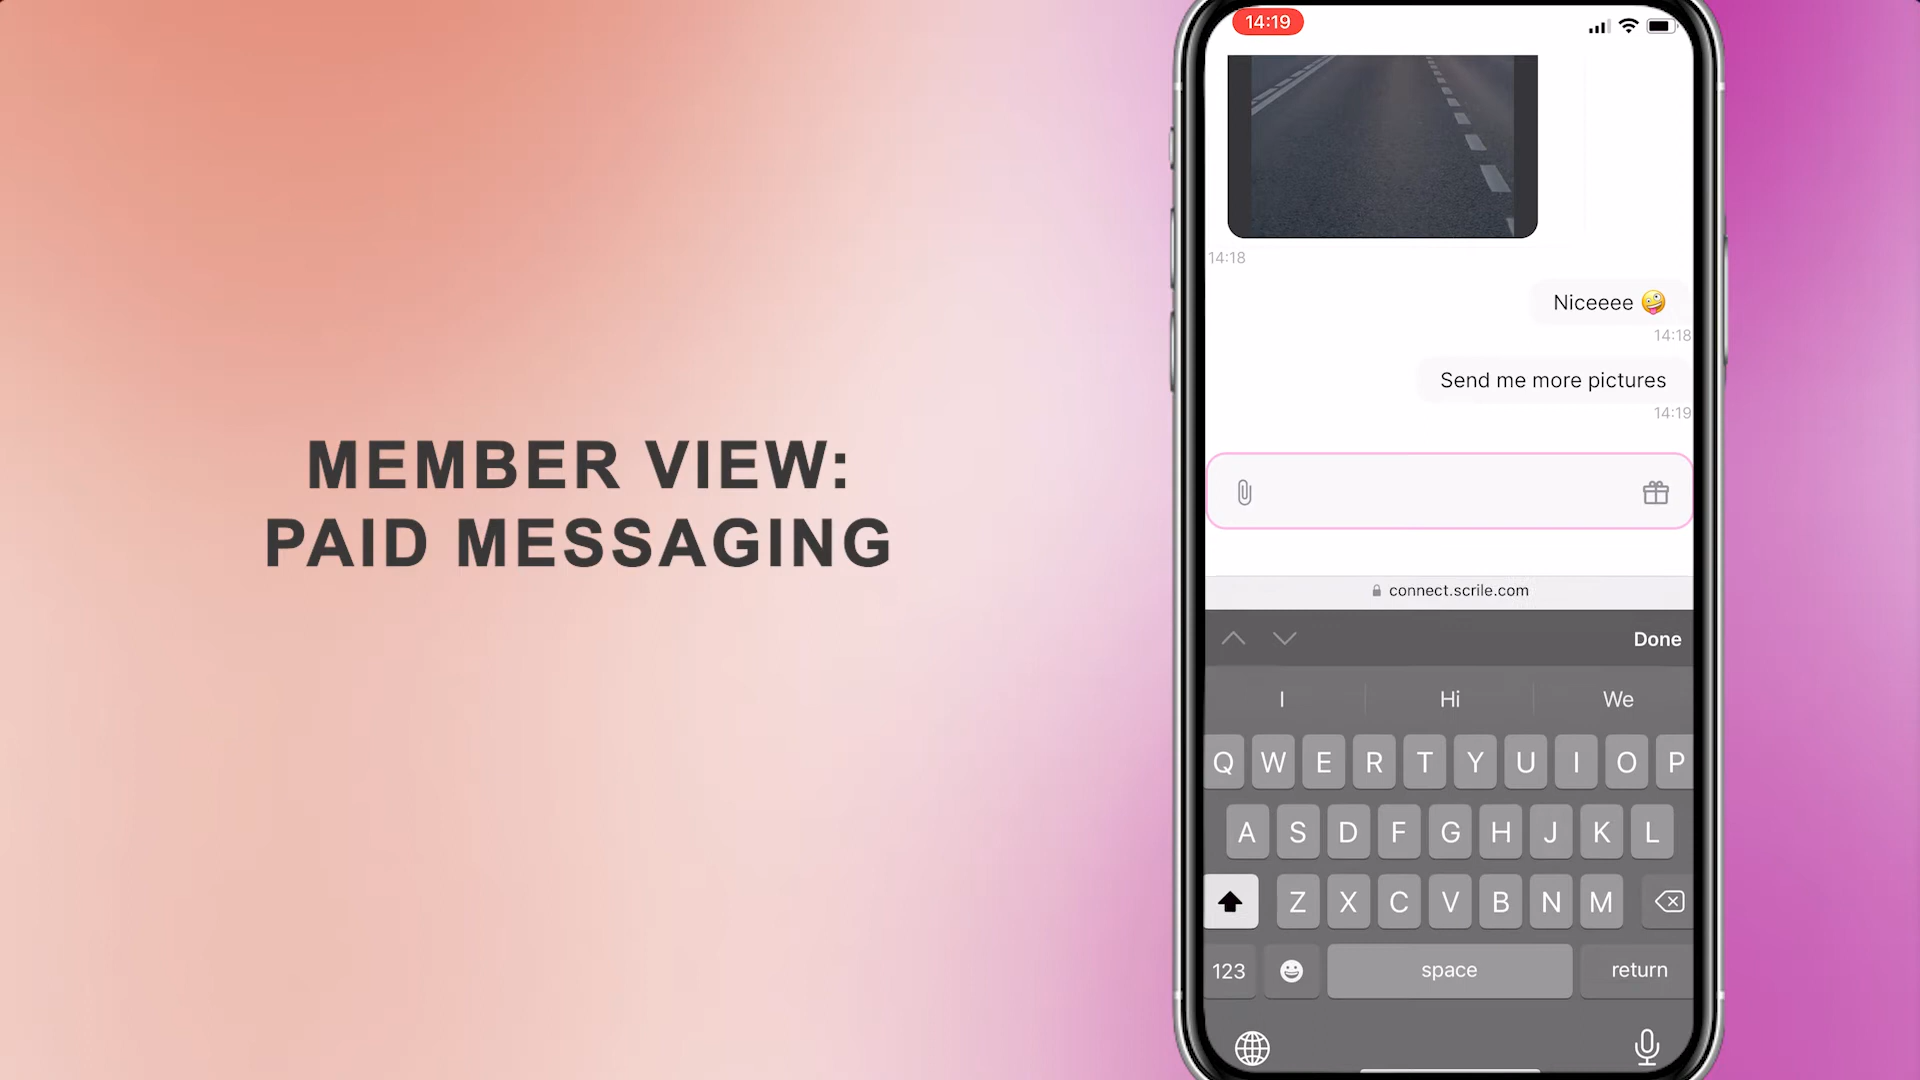 MEMBER VIEW:
PAID MESSAGING
14:19
14:18
Niceeee 🤪
14:18
Send me more pictures
14:19
connect.scrile.com
Done
I Hi We
Q W E R T Y U I O P
A S D F G H J K L
Z X C V B N M
123 space return